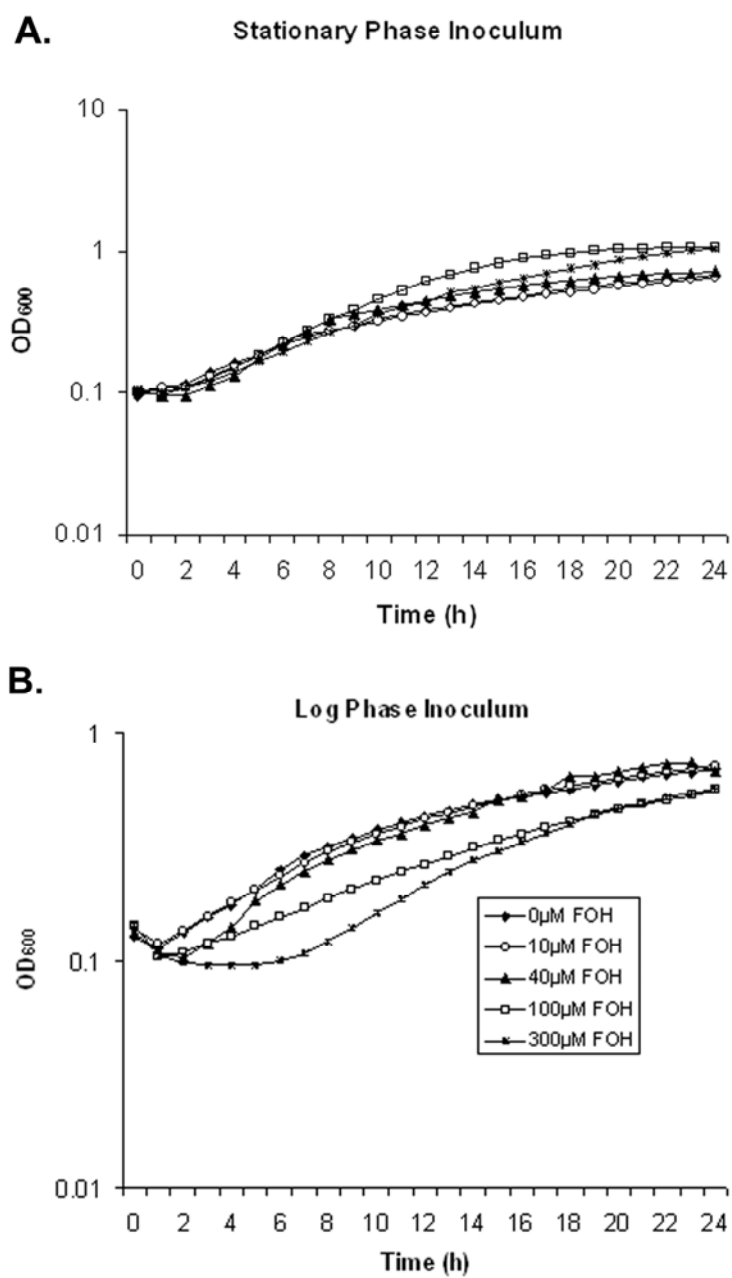 A.
Stationary Phase Inoculum
10
1
0.1
0.01
OD600
0 2 4 6 8 10 12 14 16 18 20 22 24
Time (h)
B.
Log Phase Inoculum
1
0.1
0.01
OD600
0µM FOH
10µM FOH
40µM FOH
100µM FOH
300µM FOH
0 2 4 6 8 10 12 14 16 18 20 22 24
Time (h)